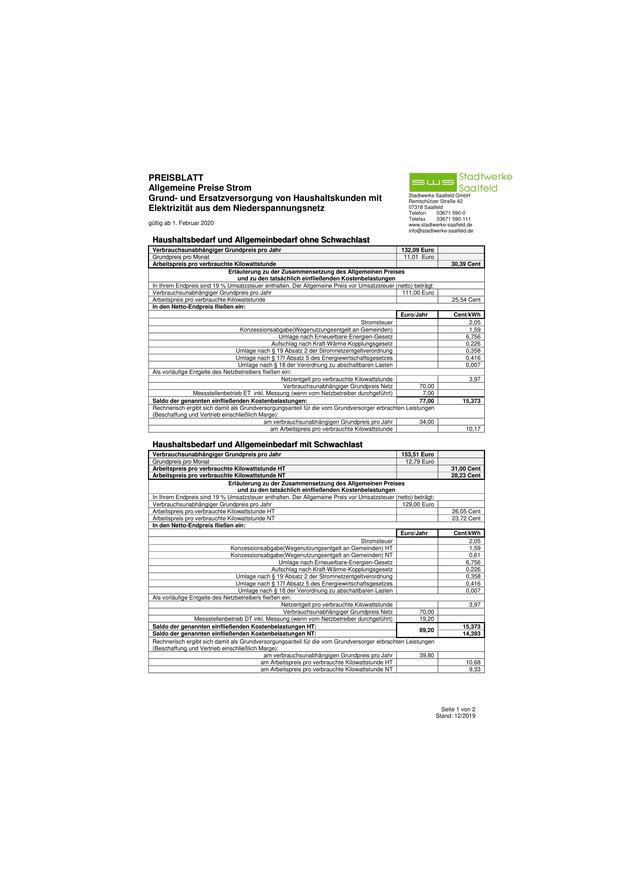 PREISBLATT
Allgemeine Preise Strom
Grund- und Ersatzversorgung von Haushaltskunden mit
Elektrizität aus dem Niederspannungsnetz
gültig ab 1. Februar 2020
sws Stadtwerke
Saalfeld
Stadtwerke Saalfeld GmbH
Remschützer Straße 42
07318 Saalfeld
Telefon 03671 590-0
Telefax 03671 590-111
www.stadtwerke-saalfeld.de
info@stadtwerke-saalfeld.de
Haushaltsbedarf und Allgemeinbedarf ohne Schwachlast
Verbrauchsunabhängiger Grundpreis pro Jahr 132,09 Euro
Grundpreis pro Monat 11,01 Euro
Arbeitspreis pro verbrauchte Kilowattstunde 30,39 Cent
Erläuterung zu der Zusammensetzung des Allgemeinen Preises
und zu den tatsächlich einfließenden Kostenbelastungen
In Ihrem Endpreis sind 19 % Umsatzsteuer enthalten. Der Allgemeine Preis vor Umsatzsteuer (netto) beträgt:
Verbrauchsunabhängiger Grundpreis pro Jahr 111,00 Euro
Arbeitspreis pro verbrauchte Kilowattstunde 25,54 Cent
In den Netto-Endpreis fließen ein:
Euro/Jahr Cent/kWh
Stromsteuer 2,05
Konzessionsabgabe(Wegenutzungsentgelt an Gemeinden) 1,59
Umlage nach Erneuerbare-Energien-Gesetz 6,756
Aufschlag nach Kraft-Wärme-Kopplungsgesetz 0,226
Umlage nach § 19 Absatz 2 der Stromnetzentgeltverordnung 0,358
Umlage nach § 17f Absatz 5 des Energiewirtschaftsgesetzes 0,416
Umlage nach § 18 der Verordnung zu abschaltbaren Lasten 0,007
Als vorläufige Entgelte des Netzbetreibers fließen ein:
Netzentgelt pro verbrauchte Kilowattstunde 3,97
Verbrauchsunabhängiger Grundpreis Netz 70,00
Messstellenbetrieb ET inkl. Messung (wenn vom Netzbetreiber durchgeführt) 7,00
Saldo der genannten einfließenden Kostenbelastungen: 77,00 15,373
Rechnerisch ergibt sich damit als Grundversorgungsanteil für die vom Grundversorger erbrachten Leistungen
(Beschaffung und Vertrieb einschließlich Marge):
am verbrauchsunabhängigen Grundpreis pro Jahr 34,00
am Arbeitspreis pro verbrauchte Kilowattstunde 10,17
Haushaltsbedarf und Allgemeinbedarf mit Schwachlast
Verbrauchsunabhängiger Grundpreis pro Jahr 153,51 Euro
Grundpreis pro Monat 12,79 Euro
Arbeitspreis pro verbrauchte Kilowattstunde HT 31,00 Cent
Arbeitspreis pro verbrauchte Kilowattstunde NT 28,23 Cent
Erläuterung zu der Zusammensetzung des Allgemeinen Preises
und zu den tatsächlich einfließenden Kostenbelastungen
In Ihrem Endpreis sind 19 % Umsatzsteuer enthalten. Der Allgemeine Preis vor Umsatzsteuer (netto) beträgt:
Verbrauchsunabhängiger Grundpreis pro Jahr 129,00 Euro
Arbeitspreis pro verbrauchte Kilowattstunde HT 26,05 Cent
Arbeitspreis pro verbrauchte Kilowattstunde NT 23,72 Cent
In den Netto-Endpreis fließen ein:
Euro/Jahr Cent/kWh
Stromsteuer 2,05
Konzessionsabgabe(Wegenutzungsentgelt an Gemeinden) HT 1,59
Konzessionsabgabe(Wegenutzungsentgelt an Gemeinden) NT 0,61
Umlage nach Erneuerbare-Energien-Gesetz 6,756
Aufschlag nach Kraft-Wärme-Kopplungsgesetz 0,226
Umlage nach § 19 Absatz 2 der Stromnetzentgeltverordnung 0,358
Umlage nach § 17f Absatz 5 des Energiewirtschaftsgesetzes 0,416
Umlage nach § 18 der Verordnung zu abschaltbaren Lasten 0,007
Als vorläufige Entgelte des Netzbetreibers fließen ein:
Netzentgelt pro verbrauchte Kilowattstunde 3,97
Verbrauchsunabhängiger Grundpreis Netz 70,00
Messstellenbetrieb DT inkl. Messung (wenn vom Netzbetreiber durchgeführt) 19,20
Saldo der genannten einfließenden Kostenbelastungen HT: 89,20 15,373
Saldo der genannten einfließenden Kostenbelastungen NT: 14,393
Rechnerisch ergibt sich damit als Grundversorgungsanteil für die vom Grundversorger erbrachten Leistungen
(Beschaffung und Vertrieb einschließlich Marge):
am verbrauchsunabhängigen Grundpreis pro Jahr 39,80
am Arbeitspreis pro verbrauchte Kilowattstunde HT 10,68
am Arbeitspreis pro verbrauchte Kilowattstunde NT 9,33
Seite 1 von 2
Stand: 12/2019